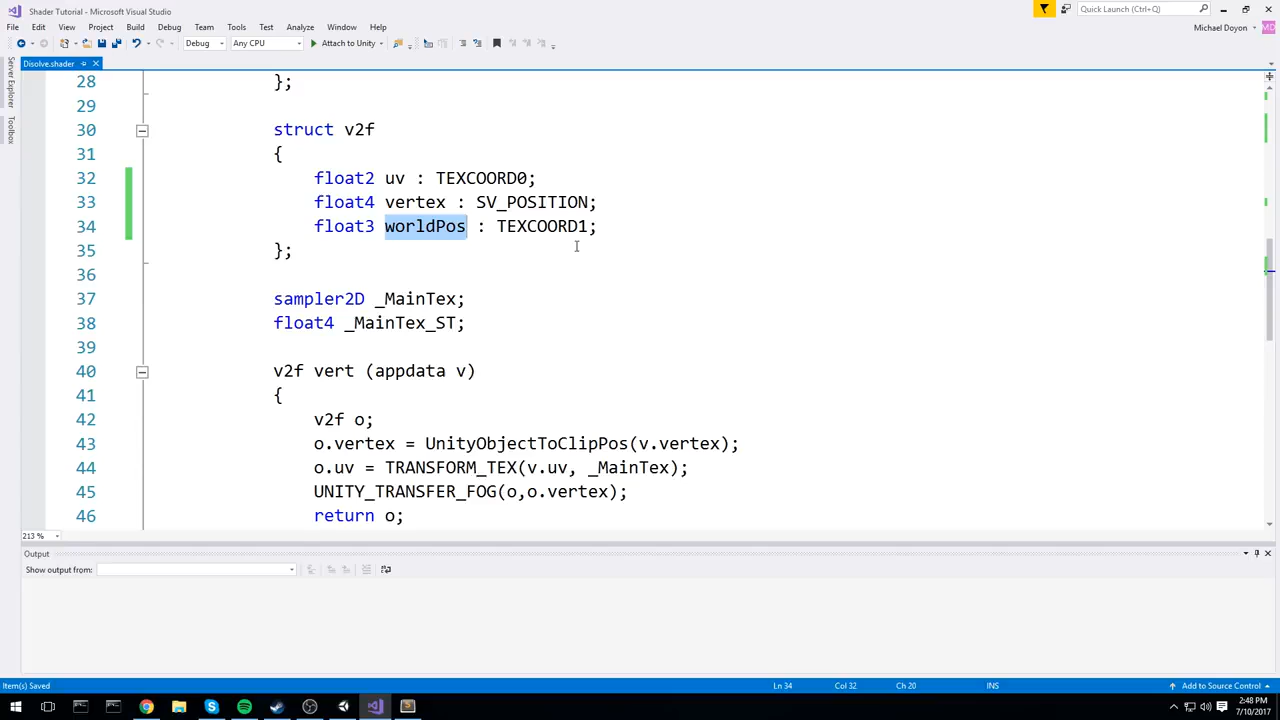 Shader Tutorial - Microsoft Visual Studio
Quick Launch (Ctrl+Q)
File Edit View Project Build Debug Team Tools Test Analyze Window Help
Michael Doyon
MD
Debug Any CPU Attach to Unity
Server Explorer
Toolbox
Disolve.shader
28 };
29
30 struct v2f
31 {
32 float2 uv : TEXCOORD0;
33 float4 vertex : SV_POSITION;
34 float3 worldPos : TEXCOORD1;
35 };
36
37 sampler2D _MainTex;
38 float4 _MainTex_ST;
39
40 v2f vert (appdata v)
41 {
42 v2f o;
43 o.vertex = UnityObjectToClipPos(v.vertex);
44 o.uv = TRANSFORM_TEX(v.uv, _MainTex);
45 UNITY_TRANSFER_FOG(o,o.vertex);
46 return o;
213 %
Output
Show output from:
Item(s) Saved Ln 34 Col 32 Ch 20 INS Add to Source Control
2:48 PM
7/10/2017